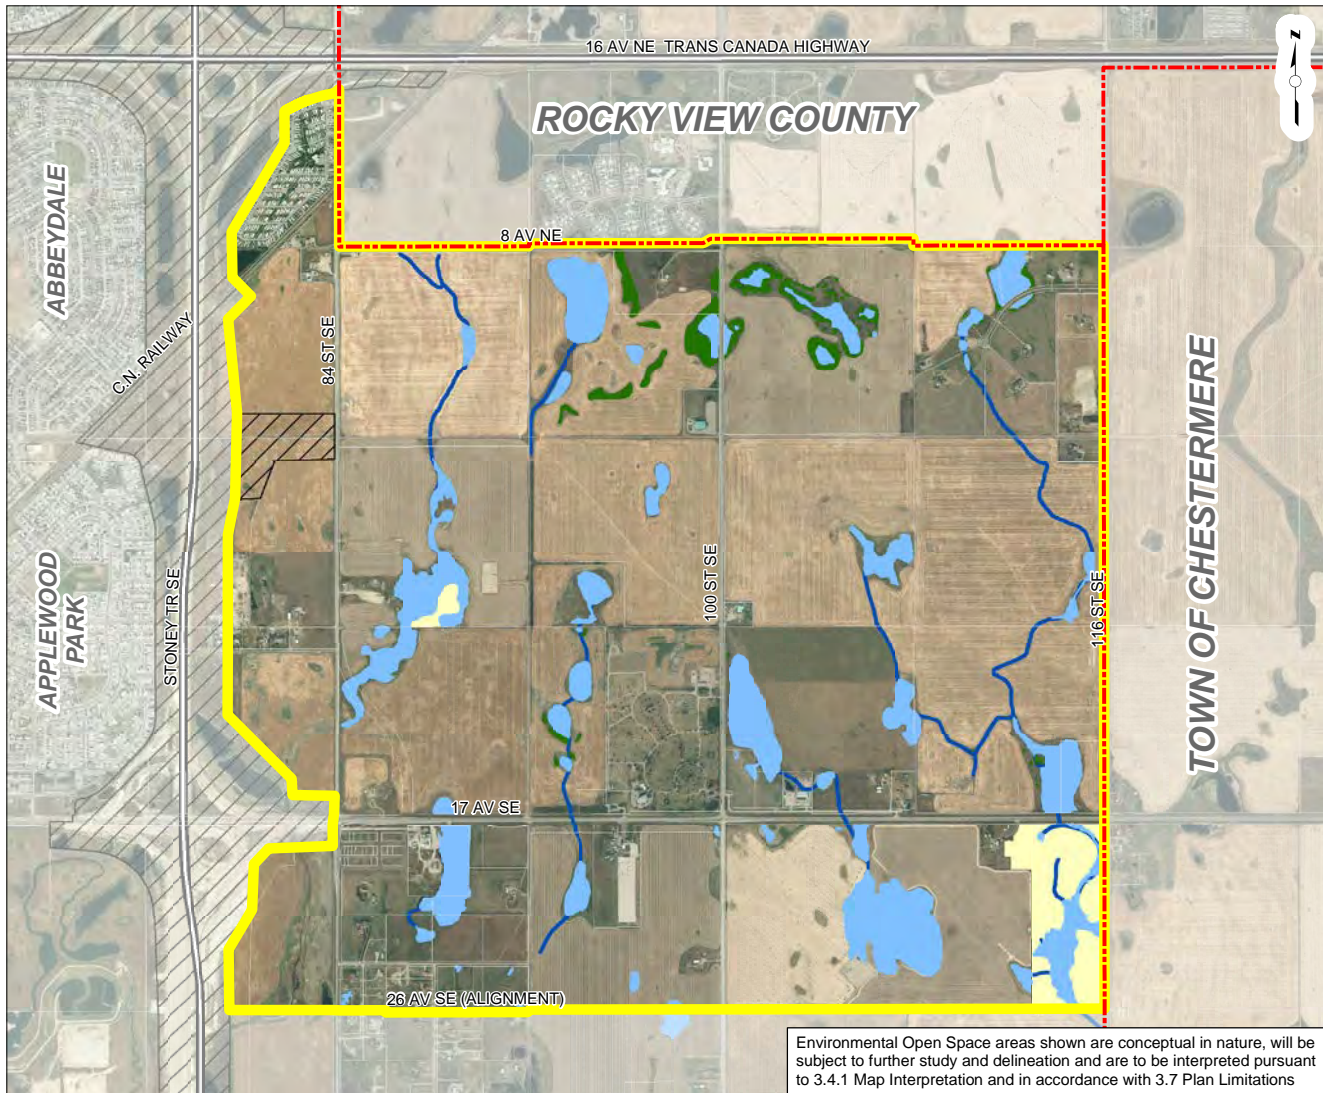 16 AV NE TRANS CANADA HIGHWAY
N
ROCKY VIEW COUNTY
ABBEYDALE
8 AV NE
C.N. RAILWAY
84 ST SE
TOWN OF CHESTERMERE
APPLEWOOD
PARK
STONEY TR SE
100 ST SE
116 ST SE
17 AV SE
26 AV SE (ALIGNMENT)
Environmental Open Space areas shown are conceptual in nature, will be
subject to further study and delineation and are to be interpreted pursuant
to 3.4.1 Map Interpretation and in accordance with 3.7 Plan Limitations